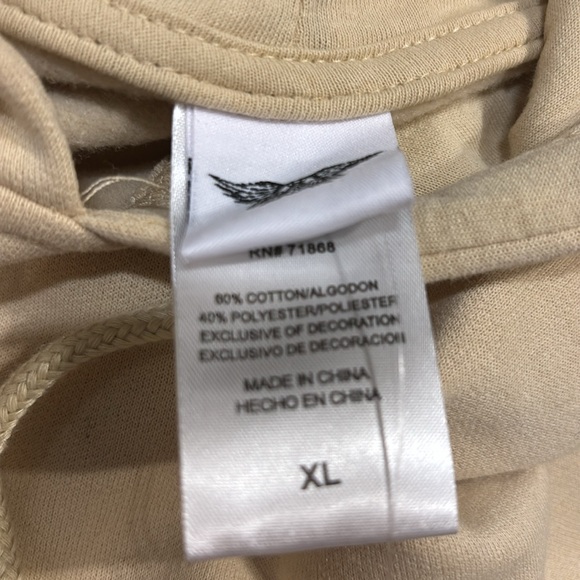 RN# 71868
60% COTTON/ALGODON
40% POLYESTER/POLIESTER
EXCLUSIVE OF DECORATION
EXCLUSIVO DE DECORACION
MADE IN CHINA
HECHO EN CHINA
XL